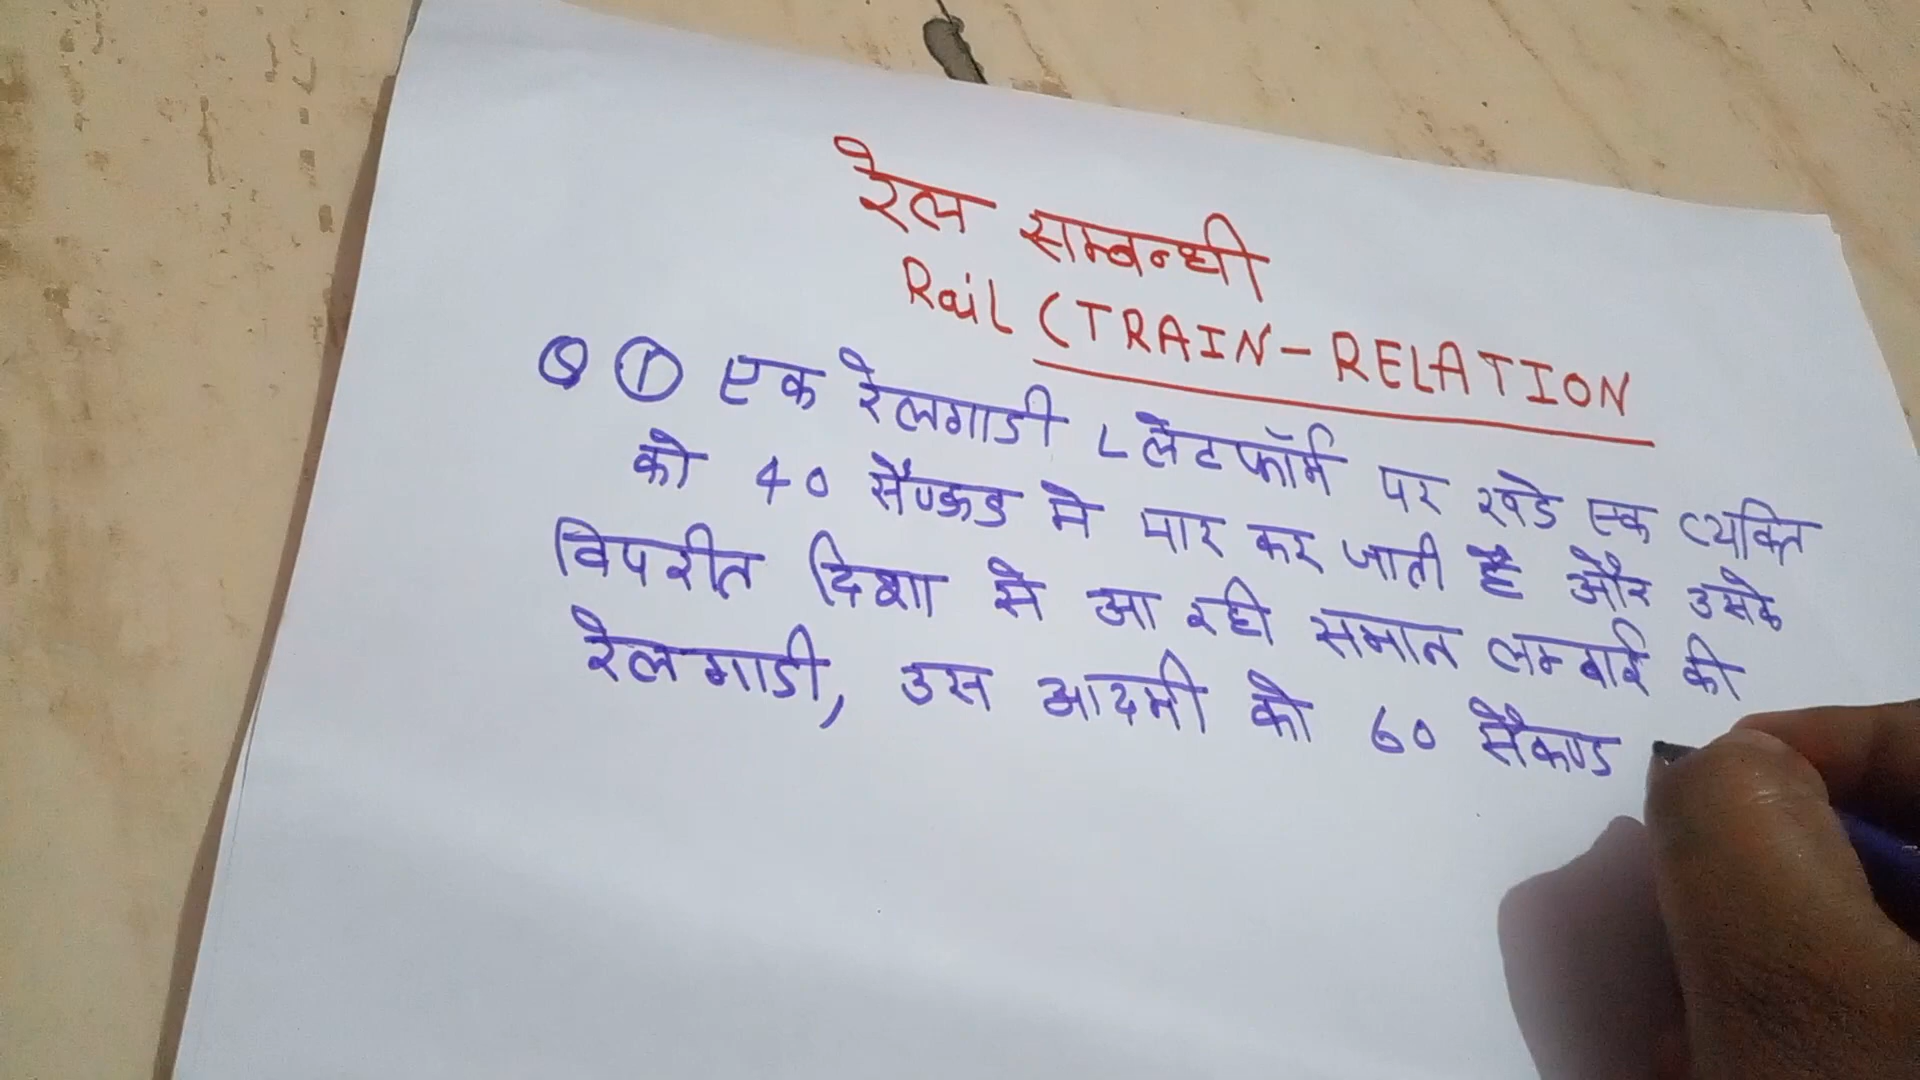 रेल सम्बन्धी
Rail (TRAIN-RELATION
Q ① एक रेलगाडी प्लेटफॉर्म पर खडे एक व्यक्ति
को 40 सैण्कड मे पार कर जाती है और उसके
विपरीत दिशा से आ रही समान लम्बाई की
रेलगाडी, उस आदमी को 60 सैकण्ड